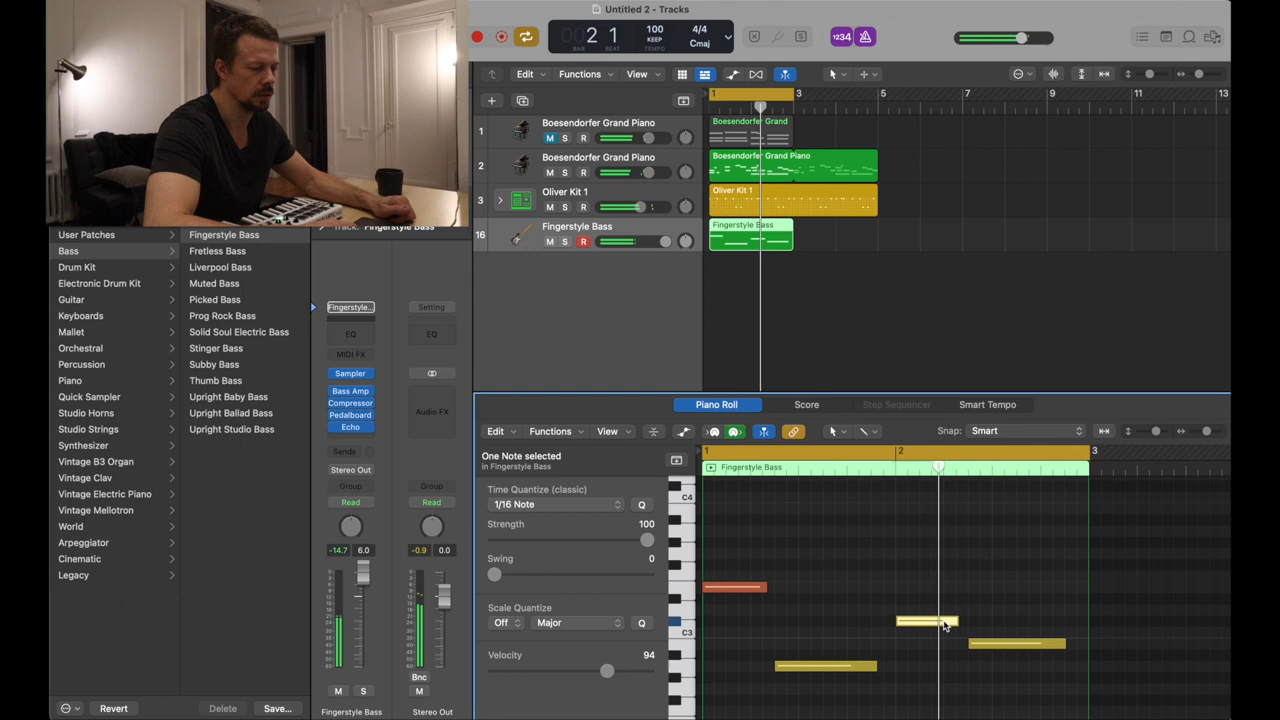 Untitled 2 - Tracks
002 1
BAR BEAT
100
KEEP
TEMPO
4/4
Cmaj
S
1234
Edit Functions View
1 3 5 7 9 11 13
1 Boesendorfer Grand Piano
M S R
Boesendorfer Grand
2 Boesendorfer Grand Piano
M S R
Boesendorfer Grand Piano
3 Oliver Kit 1
M S R
Oliver Kit 1
16 Fingerstyle Bass
M S R
Fingerstyle Bass
Track: Fingerstyle Bass
User Patches
Bass
Drum Kit
Electronic Drum Kit
Guitar
Keyboards
Mallet
Orchestral
Percussion
Piano
Quick Sampler
Studio Horns
Studio Strings
Synthesizer
Vintage B3 Organ
Vintage Clav
Vintage Electric Piano
Vintage Mellotron
World
Arpeggiator
Cinematic
Legacy
Fingerstyle Bass
Fretless Bass
Liverpool Bass
Muted Bass
Picked Bass
Prog Rock Bass
Solid Soul Electric Bass
Stinger Bass
Subby Bass
Thumb Bass
Upright Baby Bass
Upright Ballad Bass
Upright Studio Bass
Revert Delete Save...
Fingerstyle...
EQ
MIDI FX
Sampler
Bass Amp
Compressor
Pedalboard
Echo
Sends
Stereo Out
Group
Read
-14.7 6.0
M S
Fingerstyle Bass
Setting
EQ
Audio FX
Group
Read
-0.9 0.0
Bnc
M
Stereo Out
Piano Roll Score Step Sequencer Smart Tempo
Edit Functions View
Snap: Smart
One Note selected
in Fingerstyle Bass
Time Quantize (classic)
1/16 Note Q
Strength 100
Swing 0
Scale Quantize
Off Major Q
Velocity 94
1 2 3
Fingerstyle Bass
C4
C3